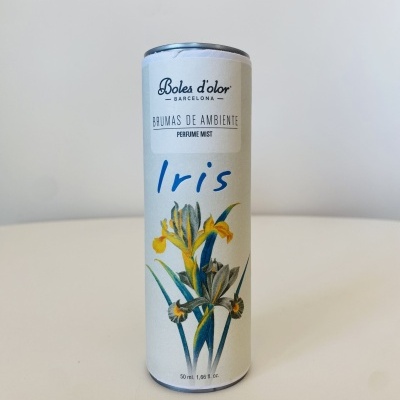 Boles d'olor
— BARCELONA —
BRUMAS DE AMBIENTE
PERFUME MIST
Iris
50 ml. 1.66 fl. oz.